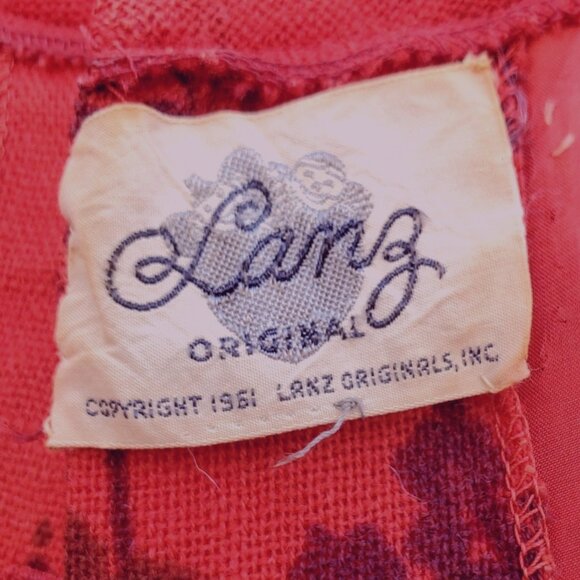 Lanz
ORIGINAL
COPYRIGHT 1961 LANZ ORIGINALS, INC.